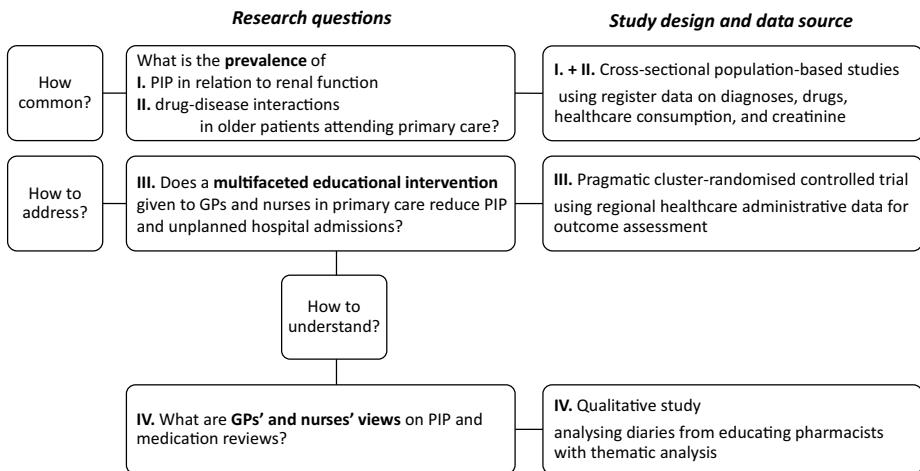 Research questions
Study design and data source
How
common?
What is the prevalence of
I. PIP in relation to renal function
II. drug-disease interactions
in older patients attending primary care?
I. + II. Cross-sectional population-based studies
using register data on diagnoses, drugs,
healthcare consumption, and creatinine
How to
address?
III. Does a multifaceted educational intervention
given to GPs and nurses in primary care reduce PIP
and unplanned hospital admissions?
III. Pragmatic cluster-randomised controlled trial
using regional healthcare administrative data for
outcome assessment
How to
understand?
IV. What are GPs' and nurses' views on PIP and
medication reviews?
IV. Qualitative study
analysing diaries from educating pharmacists
with thematic analysis